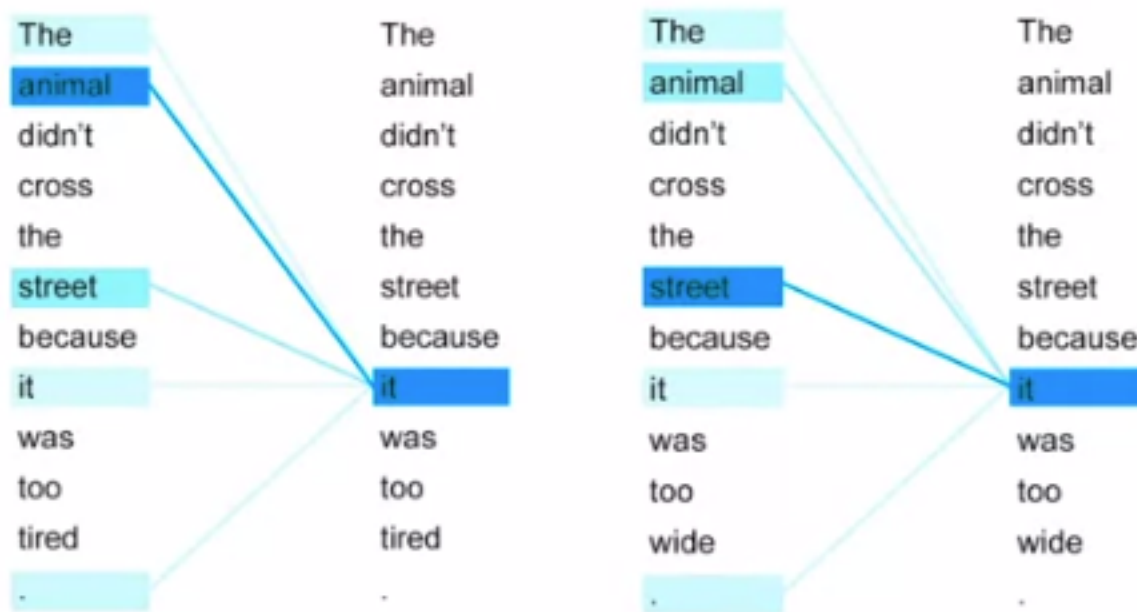 The
animal
didn't
cross
the
street
because
it
was
too
tired
.
The
animal
didn't
cross
the
street
because
it
was
too
tired
.
The
animal
didn't
cross
the
street
because
it
was
too
wide
.
The
animal
didn't
cross
the
street
because
it
was
too
wide
.